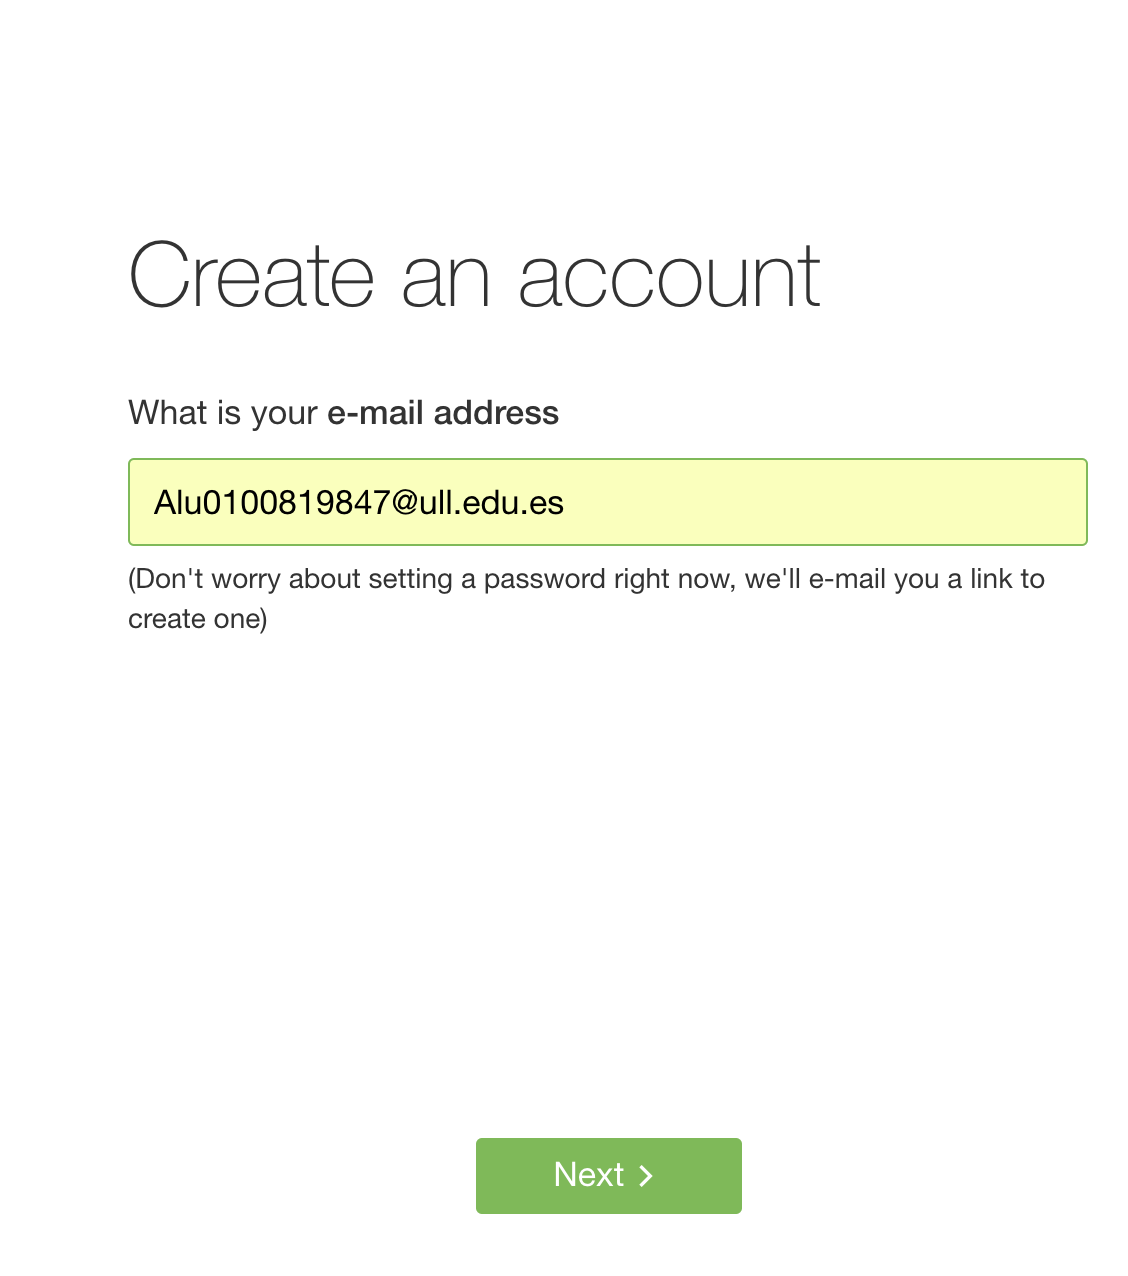 Create an account
What is your e-mail address
Alu0100819847@ull.edu.es
(Don't worry about setting a password right now, we'll e-mail you a link to
create one)
Next >